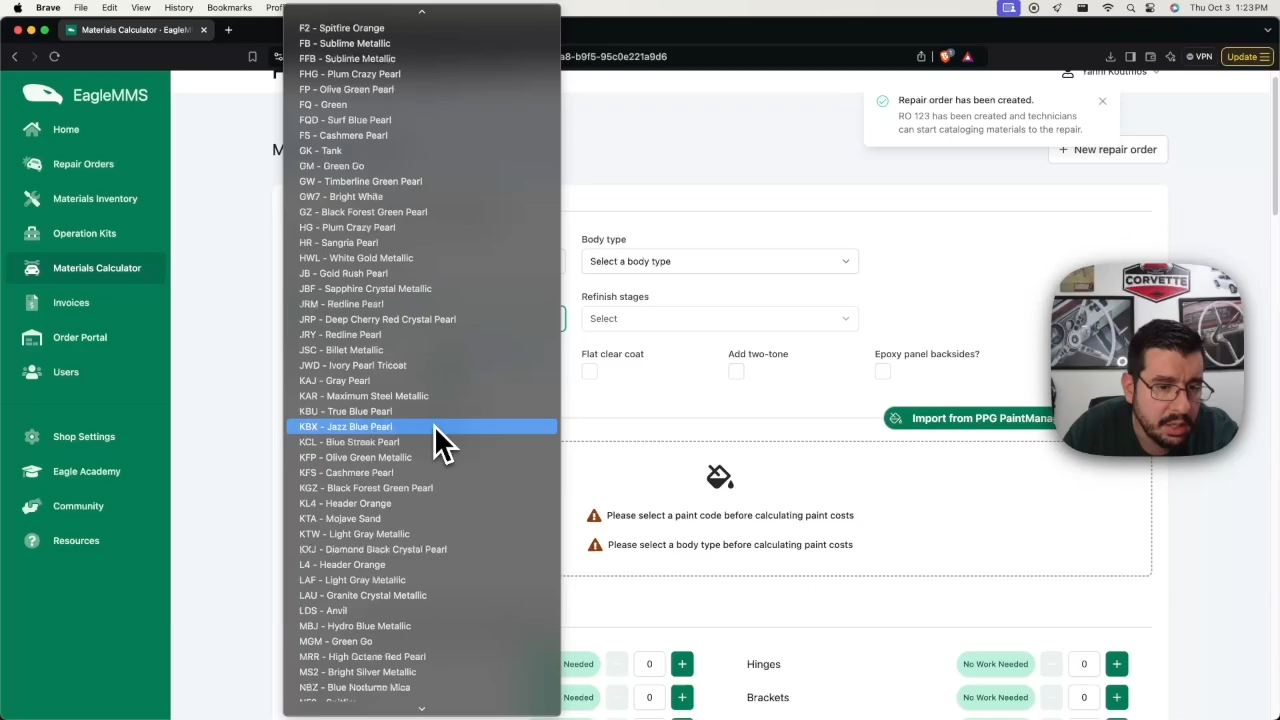 Brave File Edit View History Prof
Thu Oct 3 1:23 PM
Materials Calculator · EagleM
a8-b9f5-95c0e221a9d6
VPN
Update
EagleMMS
Home
Repair Orders
Materials Inventory
Operation Kits
Materials Calculator
Invoices
Order Portal
Users
Shop Settings
Eagle Academy
Community
Resources
F2 - Spitfire Orange
FB - Sublime Metallic
FFB - Sublime Metallic
FHG - Plum Crazy Pearl
FP - Olive Green Pearl
FQ - Green
FQD - Surf Blue Pearl
FS - Cashmere Pearl
GK - Tank
GM - Green Go
GW - Timberline Green Pearl
GW7 - Bright White
GZ - Black Forest Green Pearl
HG - Plum Crazy Pearl
HR - Sangria Pearl
HWL - White Gold Metallic
JB - Gold Rush Pearl
JBF - Sapphire Crystal Metallic
JRM - Redline Pearl
JRP - Deep Cherry Red Crystal Pearl
JRY - Redline Pearl
JSC - Billet Metallic
JWD - Ivory Pearl Tricoat
KAJ - Gray Pearl
KAR - Maximum Steel Metallic
KBU - True Blue Pearl
KBX - Jazz Blue Pearl
KCL - Blue Streak Pearl
KFP - Olive Green Metallic
KFS - Cashmere Pearl
KGZ - Black Forest Green Pearl
KL4 - Header Orange
KTA - Mojave Sand
KTW - Light Gray Metallic
KXJ - Diamond Black Crystal Pearl
L4 - Header Orange
LAF - Light Gray Metallic
LAU - Granite Crystal Metallic
LDS - Anvil
MBJ - Hydro Blue Metallic
MGM - Green Go
MRR - High Octane Red Pearl
MS2 - Bright Silver Metallic
NBZ - Blue Nocturno Mica
Yanni Koutmos
Repair order has been created.
RO 123 has been created and technicians
can start cataloging materials to the repair.
M
+ New repair order
Body type
Select a body type
Refinish stages
Select
Flat clear coat
Add two-tone
Epoxy panel backsides?
Import from PPG PaintMana
Please select a paint code before calculating paint costs
Please select a body type before calculating paint costs
Needed 0 + Hinges No Work Needed 0 +
Needed 0 + Brackets No Work Needed 0 +
CORVETTE